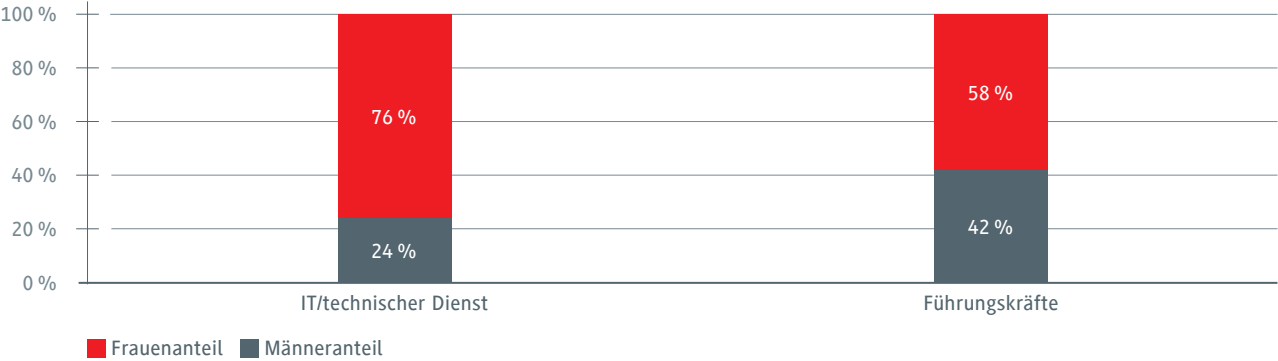 100 %
80 %
60 %
40 %
20 %
0 %
76 %
24 %
58 %
42 %
IT/technischer Dienst
Führungskräfte
Frauenanteil
Männeranteil